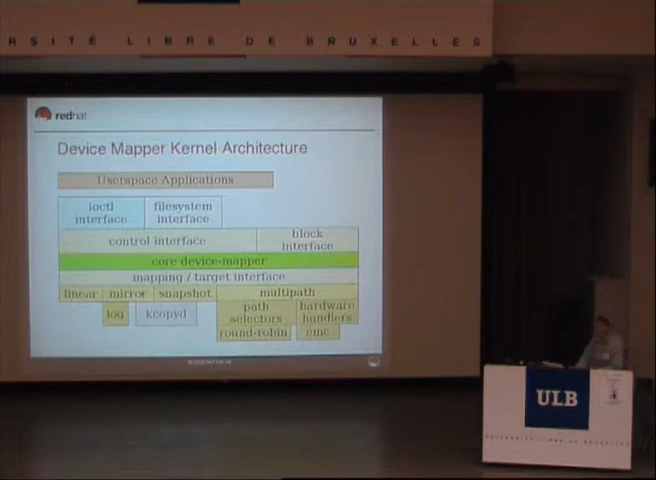 RSITÉ LIBRE DE BRUXELLES
redhat
Device Mapper Kernel Architecture
Userspace Applications
ioctl interface
filesystem interface
control interface
block interface
core device-mapper
mapping / target interface
linear
mirror
snapshot
multipath
log
kcopyd
path selectors
hardware handlers
round-robin
emc
ULB